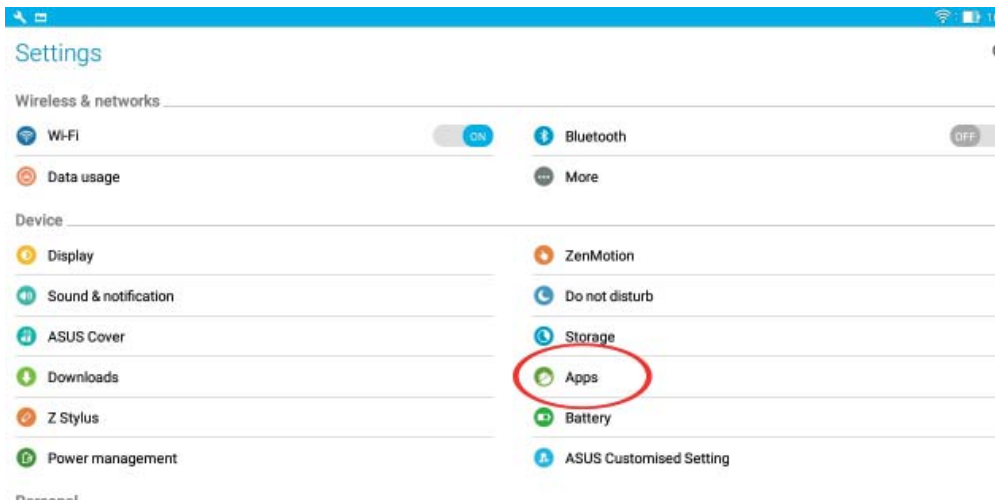 Settings
Wireless & networks
Wi-Fi ON
Bluetooth OFF
Data usage
More
Device
Display
ZenMotion
Sound & notification
Do not disturb
ASUS Cover
Storage
Downloads
Apps
Z Stylus
Battery
Power management
ASUS Customised Setting